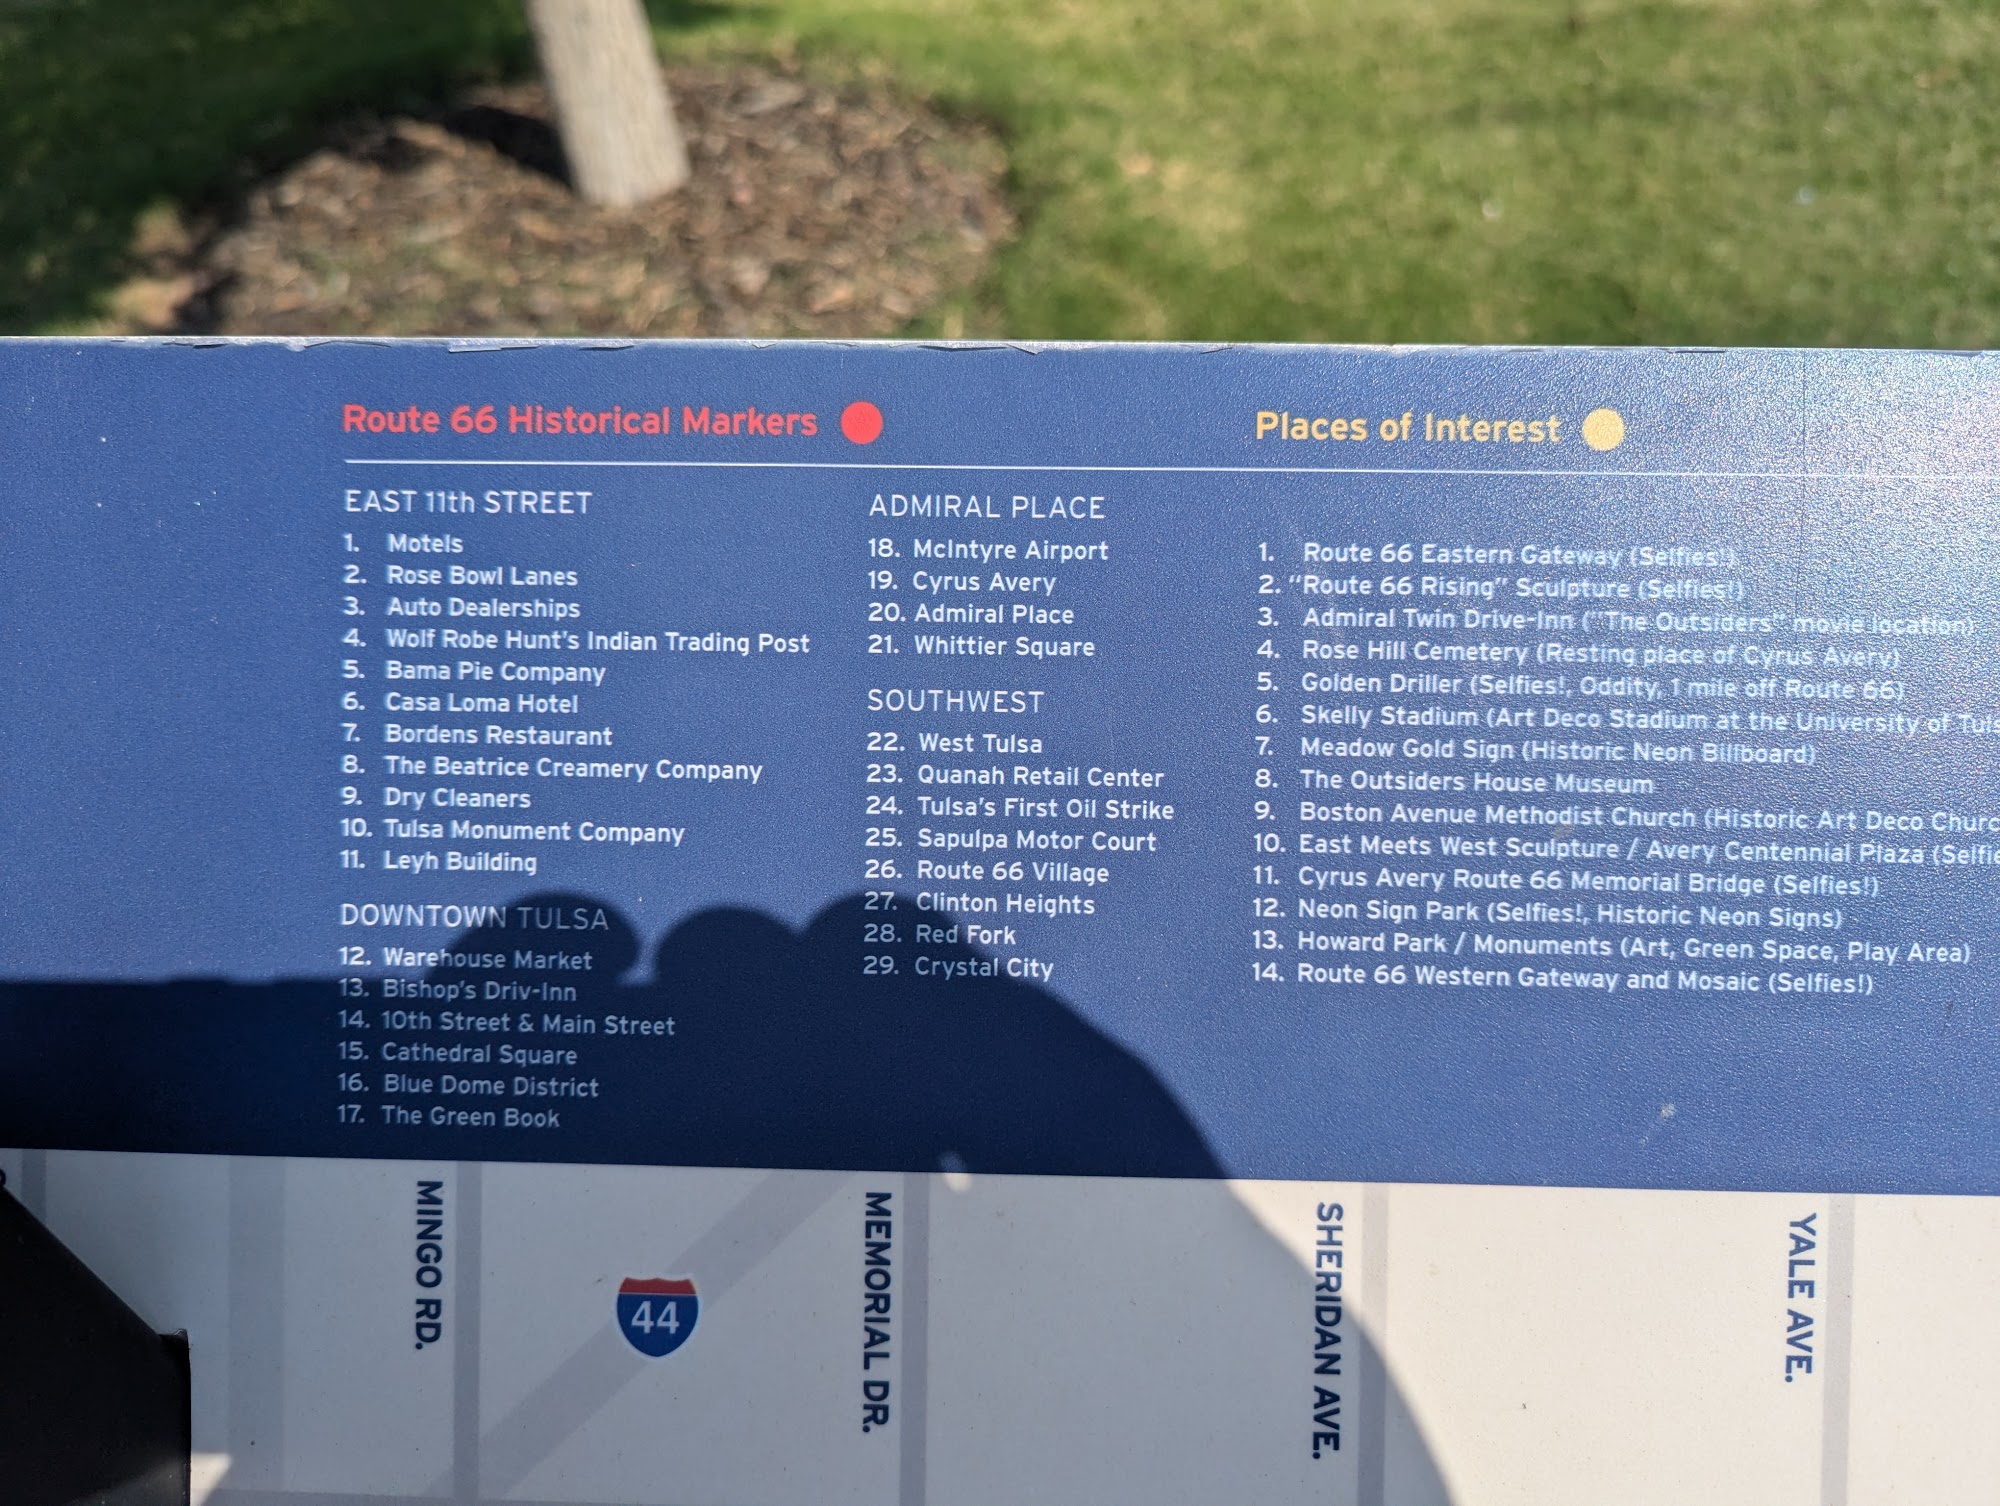 Route 66 Historical Markers
EAST 11th STREET
1. Motels
2. Rose Bowl Lanes
3. Auto Dealerships
4. Wolf Robe Hunt's Indian Trading Post
5. Bama Pie Company
6. Casa Loma Hotel
7. Bordens Restaurant
8. The Beatrice Creamery Company
9. Dry Cleaners
10. Tulsa Monument Company
11. Leyh Building
DOWNTOWN TULSA
12. Warehouse Market
13. Bishop's Driv-Inn
14. 10th Street & Main Street
15. Cathedral Square
16. Blue Dome District
17. The Green Book
ADMIRAL PLACE
18. McIntyre Airport
19. Cyrus Avery
20. Admiral Place
21. Whittier Square
SOUTHWEST
22. West Tulsa
23. Quanah Retail Center
24. Tulsa's First Oil Strike
25. Sapulpa Motor Court
26. Route 66 Village
27. Clinton Heights
28. Red Fork
29. Crystal City
Places of Interest
1. Route 66 Eastern Gateway (Selfies!)
2. "Route 66 Rising" Sculpture (Selfies!)
3. Admiral Twin Drive-Inn ("The Outsiders" movie location)
4. Rose Hill Cemetery (Resting place of Cyrus Avery)
5. Golden Driller (Selfies!, Oddity, 1 mile off Route 66)
6. Skelly Stadium (Art Deco Stadium at the University of
7. Meadow Gold Sign (Historic Neon Billboard)
8. The Outsiders House Museum
9. Boston Avenue Methodist Church (Historic Art Deco
10. East Meets West Sculpture / Avery Centennial Plaza
11. Cyrus Avery Route 66 Memorial Bridge (Selfies!)
12. Neon Sign Park (Selfies!, Historic Neon Signs)
13. Howard Park / Monuments (Art, Green Space, Play Area)
14. Route 66 Western Gateway and Mosaic (Selfies!)
MINGO RD.
44
MEMORIAL DR.
SHERIDAN AVE.
YALE AVE.